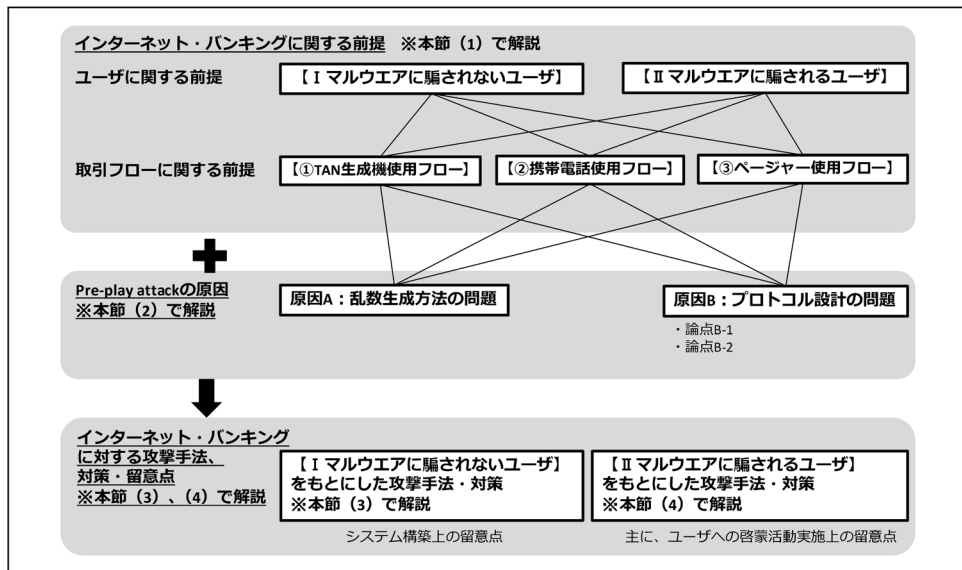 インターネット・バンキングに関する前提 ※本節（1）で解説
ユーザに関する前提
【Ⅰマルウエアに騙されないユーザ】
【Ⅱマルウエアに騙されるユーザ】
取引フローに関する前提
【①TAN生成機使用フロー】
【②携帯電話使用フロー】
【③ページャー使用フロー】
Pre-play attackの原因
※本節（2）で解説
原因A：乱数生成方法の問題
原因B：プロトコル設計の問題
・論点B-1
・論点B-2
インターネット・バンキング
に対する攻撃手法、
対策・留意点
※本節（3）、（4）で解説
【Ⅰマルウエアに騙されないユーザ】
をもとにした攻撃手法・対策
※本節（3）で解説
システム構築上の留意点
【Ⅱマルウエアに騙されるユーザ】
をもとにした攻撃手法・対策
※本節（4）で解説
主に、ユーザへの啓蒙活動実施上の留意点